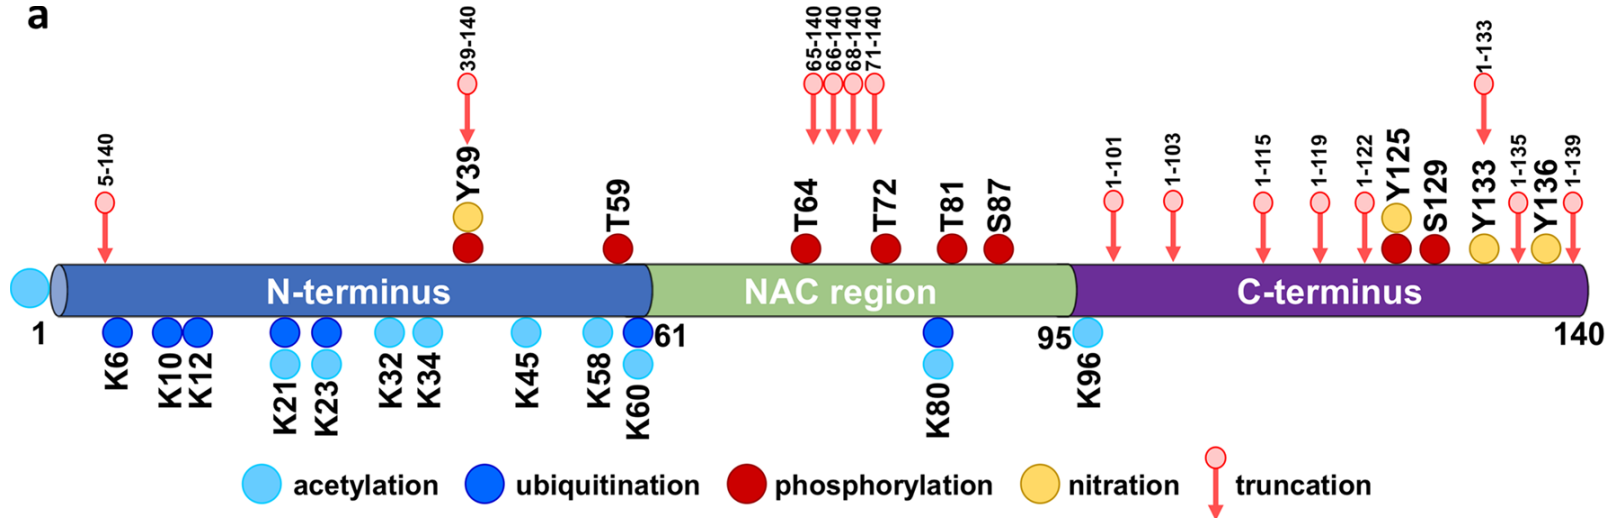 a
39-140
65-140
66-140
68-140
71-140
1-133
5-140
Y39
T59
T64
T72
T81
S87
1-101
1-103
1-115
1-119
1-122
Y125
S129
Y133
1-135
Y136
1-139
N-terminus
NAC region
C-terminus
1
61
95
140
K6
K10
K12
K21
K23
K32
K34
K45
K58
K60
K80
K96
acetylation
ubiquitination
phosphorylation
nitration
truncation